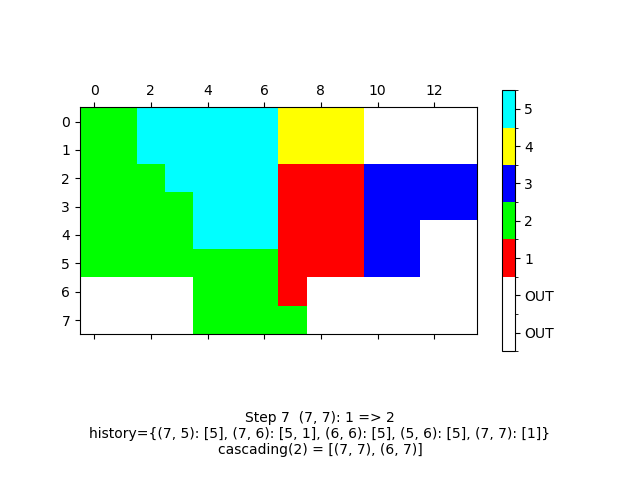 0 2 4 6 8 10 12
0
1
2
3
4
5
6
7
5
4
3
2
1
OUT
OUT
Step 7  (7, 7): 1 => 2
history={(7, 5): [5], (7, 6): [5, 1], (6, 6): [5], (5, 6): [5], (7, 7): [1]}
cascading(2) = [(7, 7), (6, 7)]